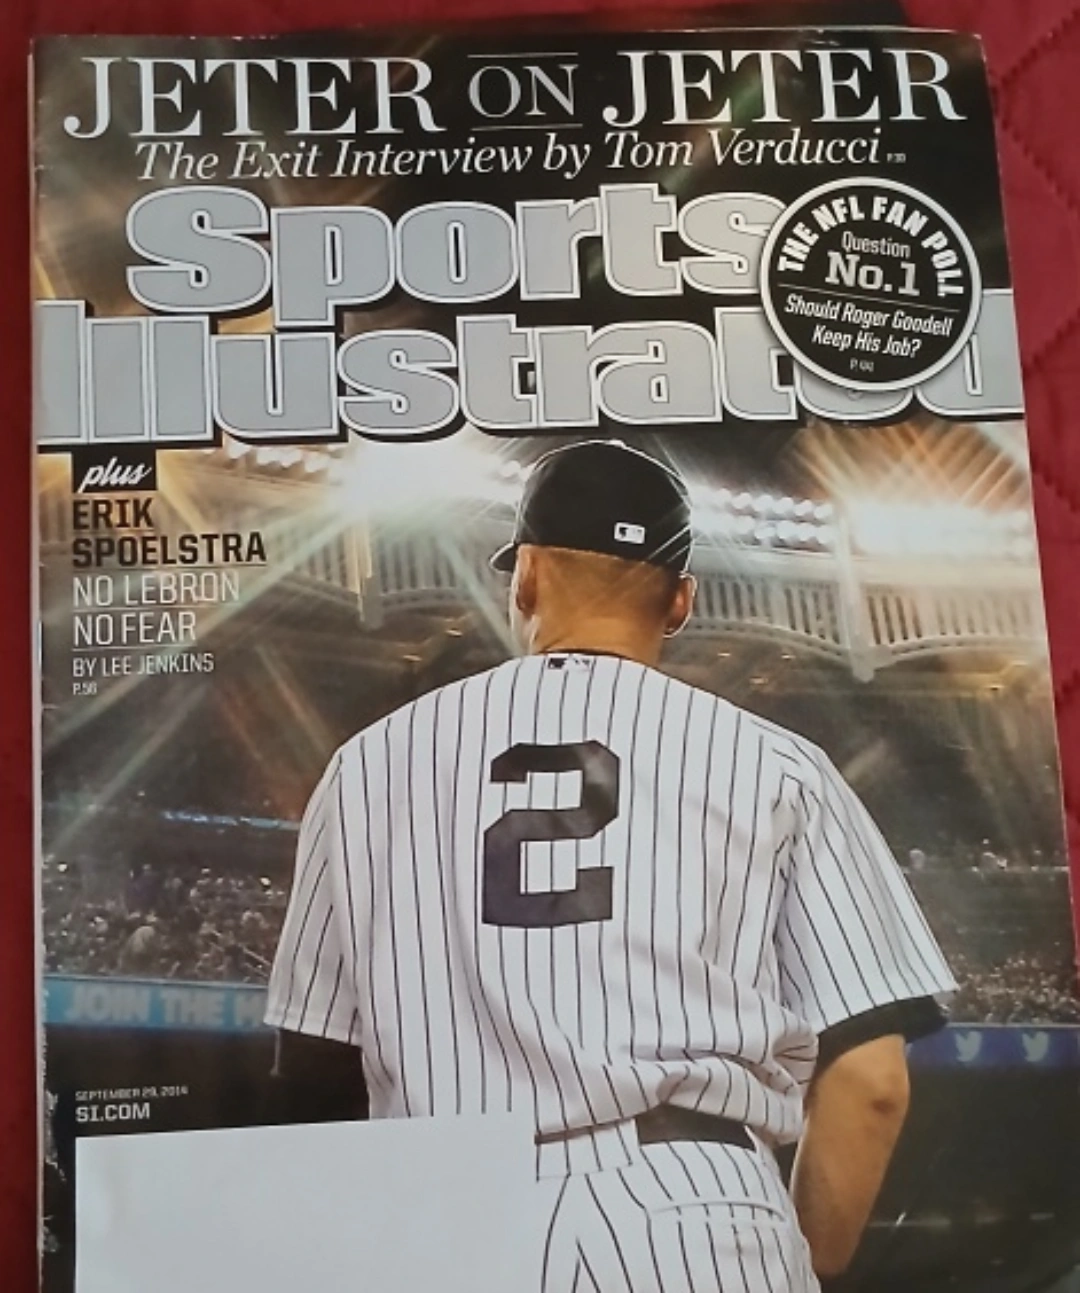 JETER ON JETER
The Exit Interview by Tom Verducci
Sports
Illustrated
THE NFL FAN POLL
Question
No.1
Should Roger Goodell
Keep His Job?
P.44
plus
ERIK
SPOELSTRA
NO LEBRON
NO FEAR
BY LEE JENKINS
P.56
2
JOIN THE
SEPTEMBER 29, 2014
SI.COM